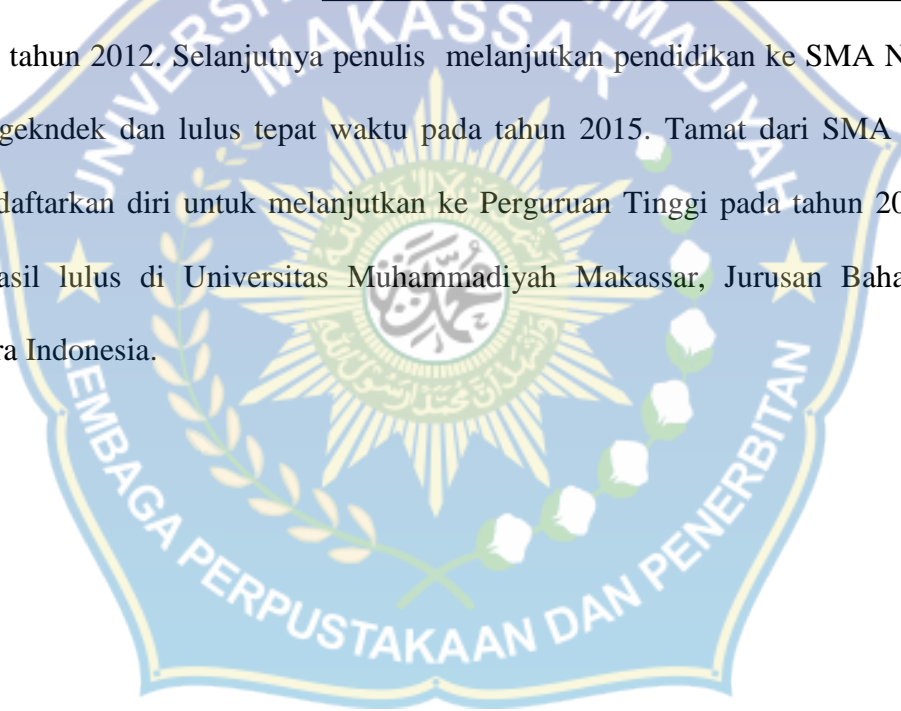 tahun 2012. Selanjutnya penulis melanjutkan pendidikan ke SMA N
gekndek dan lulus tepat waktu pada tahun 2015. Tamat dari SMA
daftarkan diri untuk melanjutkan ke Perguruan Tinggi pada tahun 20
asil lulus di Universitas Muhammadiyah Makassar, Jurusan Baha
ra Indonesia.
MAKASSAR
LEMBAGA PERPUSTAKAAN DAN PENERBITAN